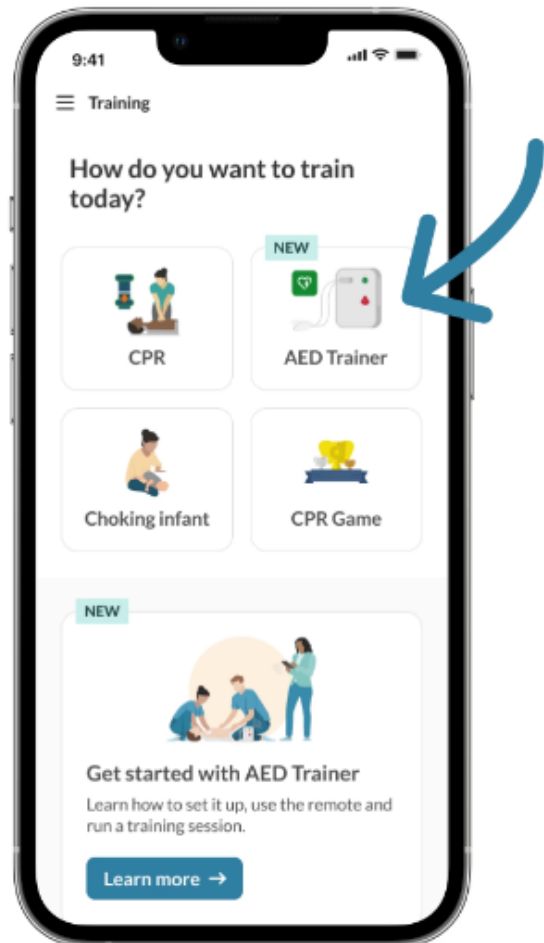 9:41
Training
How do you want to train
today?
NEW
CPR
AED Trainer
Choking infant
CPR Game
NEW
Get started with AED Trainer
Learn how to set it up, use the remote and
run a training session.
Learn more →